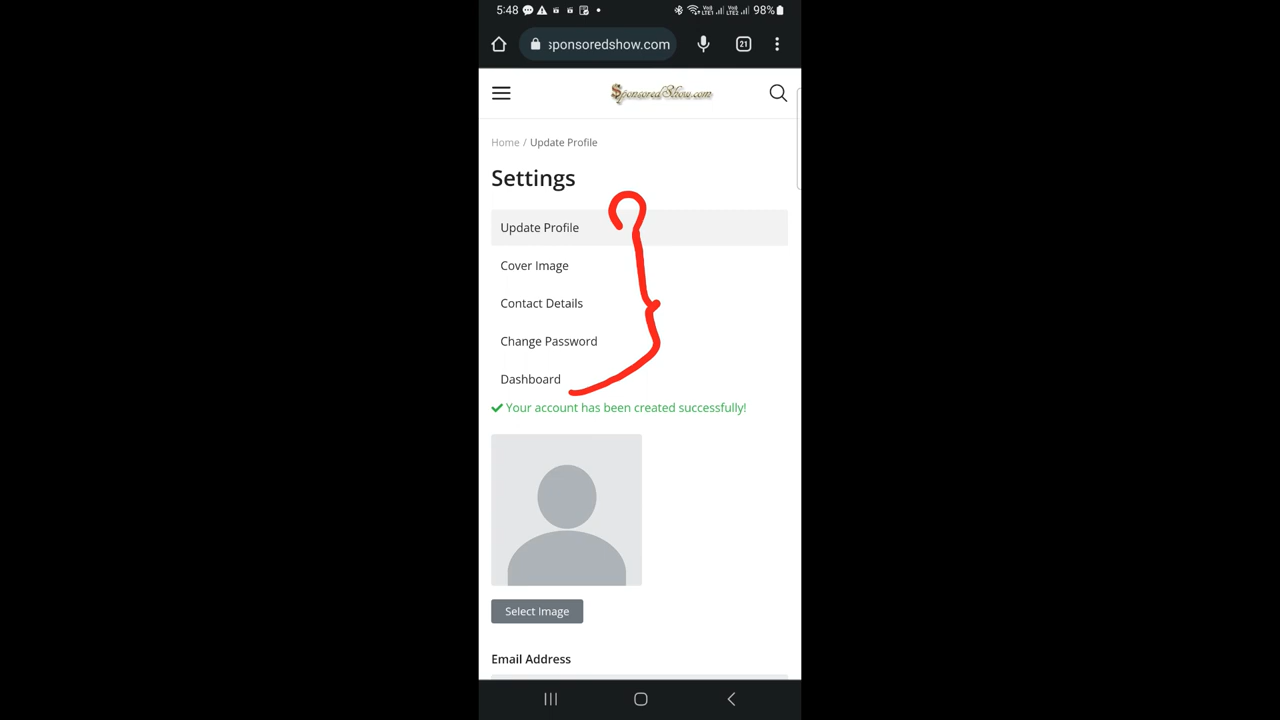 5:48 98%
sponsoredshow.com 21
SponsoredShow.com
Home / Update Profile
Settings
Update Profile
Cover Image
Contact Details
Change Password
Dashboard
Your account has been created successfully!
Select Image
Email Address